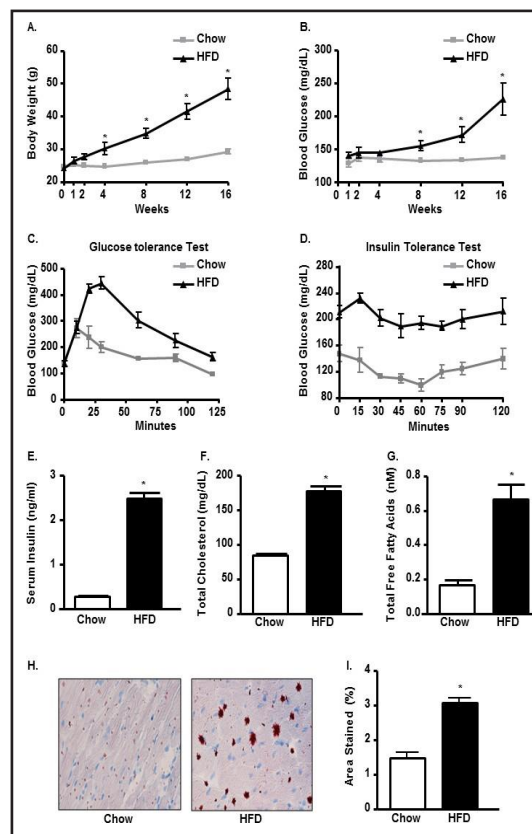 A.
Chow
HFD
Body Weight (g)
60
50
40
30
20
0 1 2 4 8 12 16
Weeks
* * * *
B.
Chow
HFD
Blood Glucose (mg/dL)
300
250
200
150
100
0 1 2 4 8 12 16
Weeks
* * *
C.
Glucose tolerance Test
Chow
HFD
Blood Glucose (mg/dL)
500
400
300
200
100
0
0 25 50 75 100 125
Minutes
D.
Insulin Tolerance Test
Chow
HFD
Blood Glucose (mg/dL)
280
240
200
160
120
80
0 15 30 45 60 75 90 120
Minutes
E.
Serum Insulin (ng/ml)
3
2
1
0
*
Chow HFD
F.
Total Cholesterol (mg/dL)
200
150
100
50
0
*
Chow HFD
G.
Total Free Fatty Acids (nM)
0.8
0.6
0.4
0.2
0
*
Chow HFD
H.
Chow HFD
I.
Area Stained (%)
4
3
2
1
0
*
Chow HFD